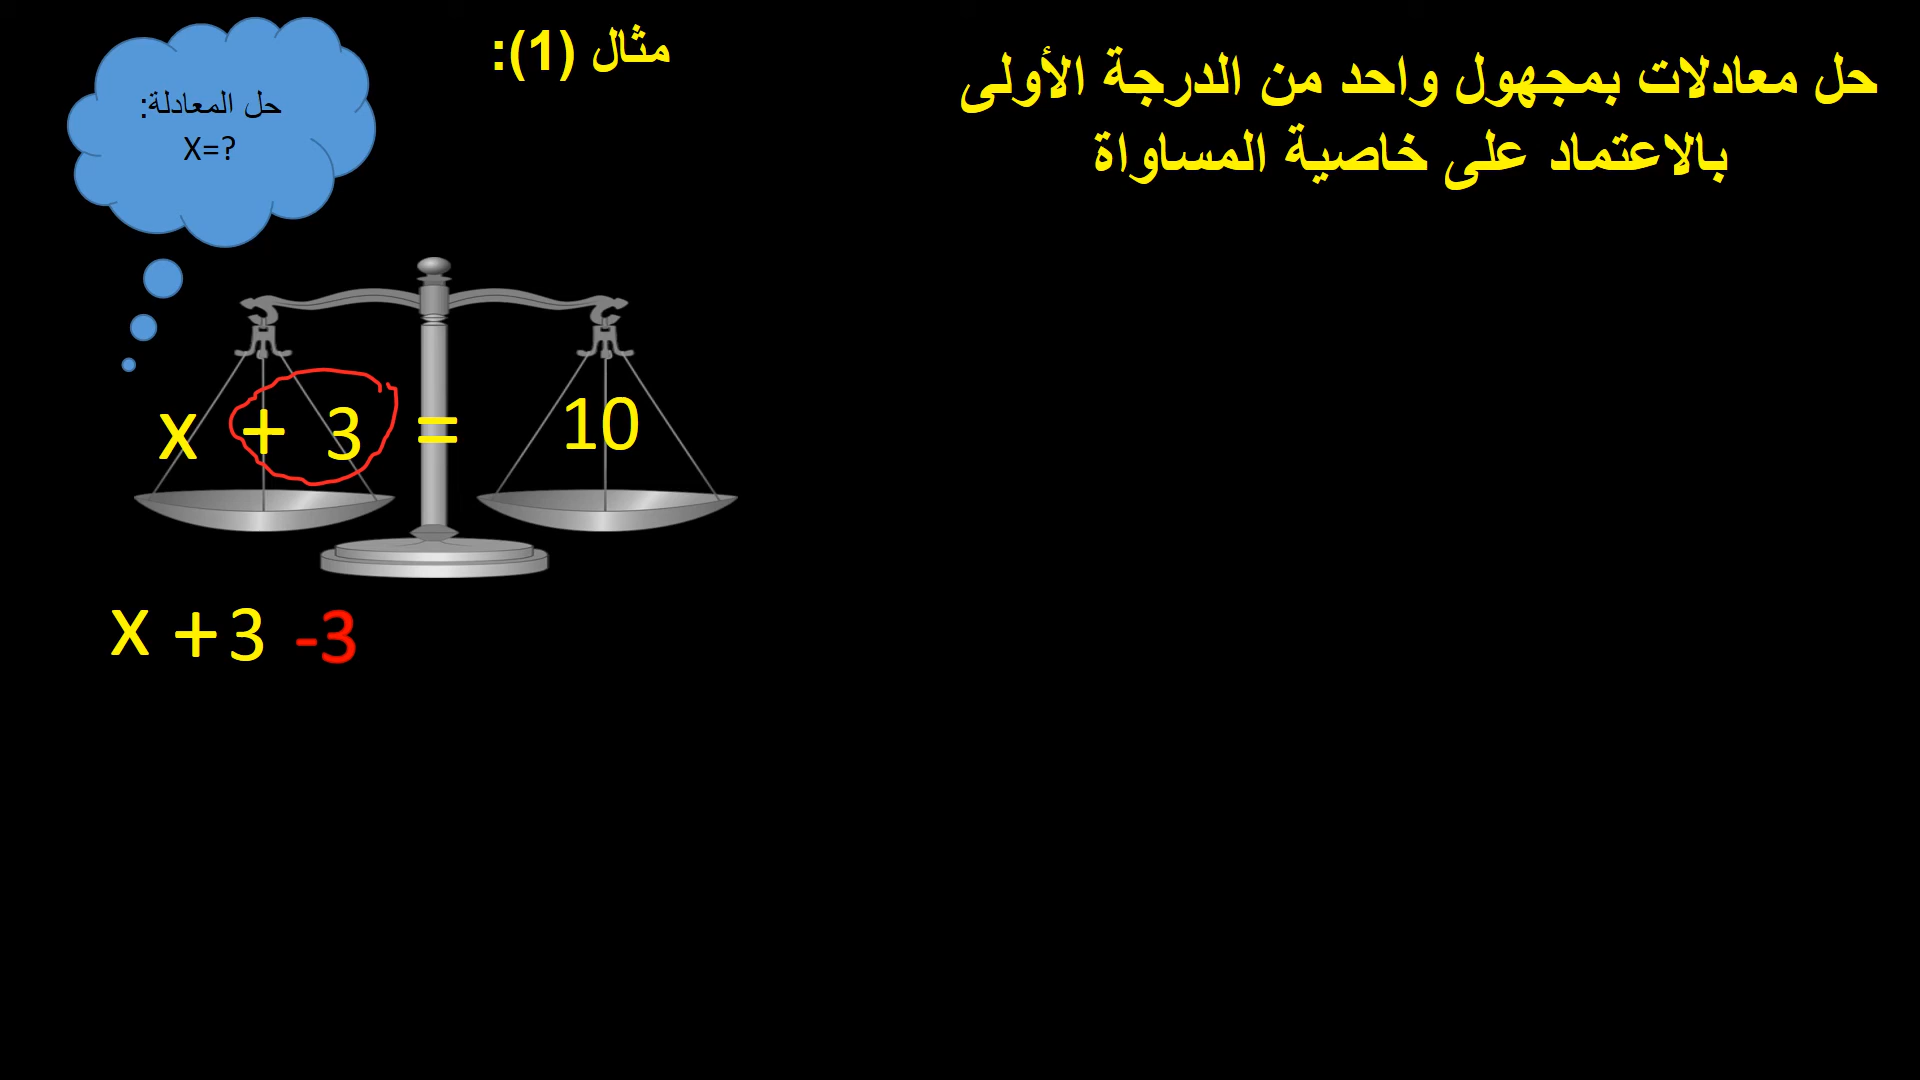 حل معادلات بمجهول واحد من الدرجة الأولى
بالاعتماد على خاصية المساواة
مثال (1):
حل المعادلة:
X=?
x + 3 = 10
x + 3 -3